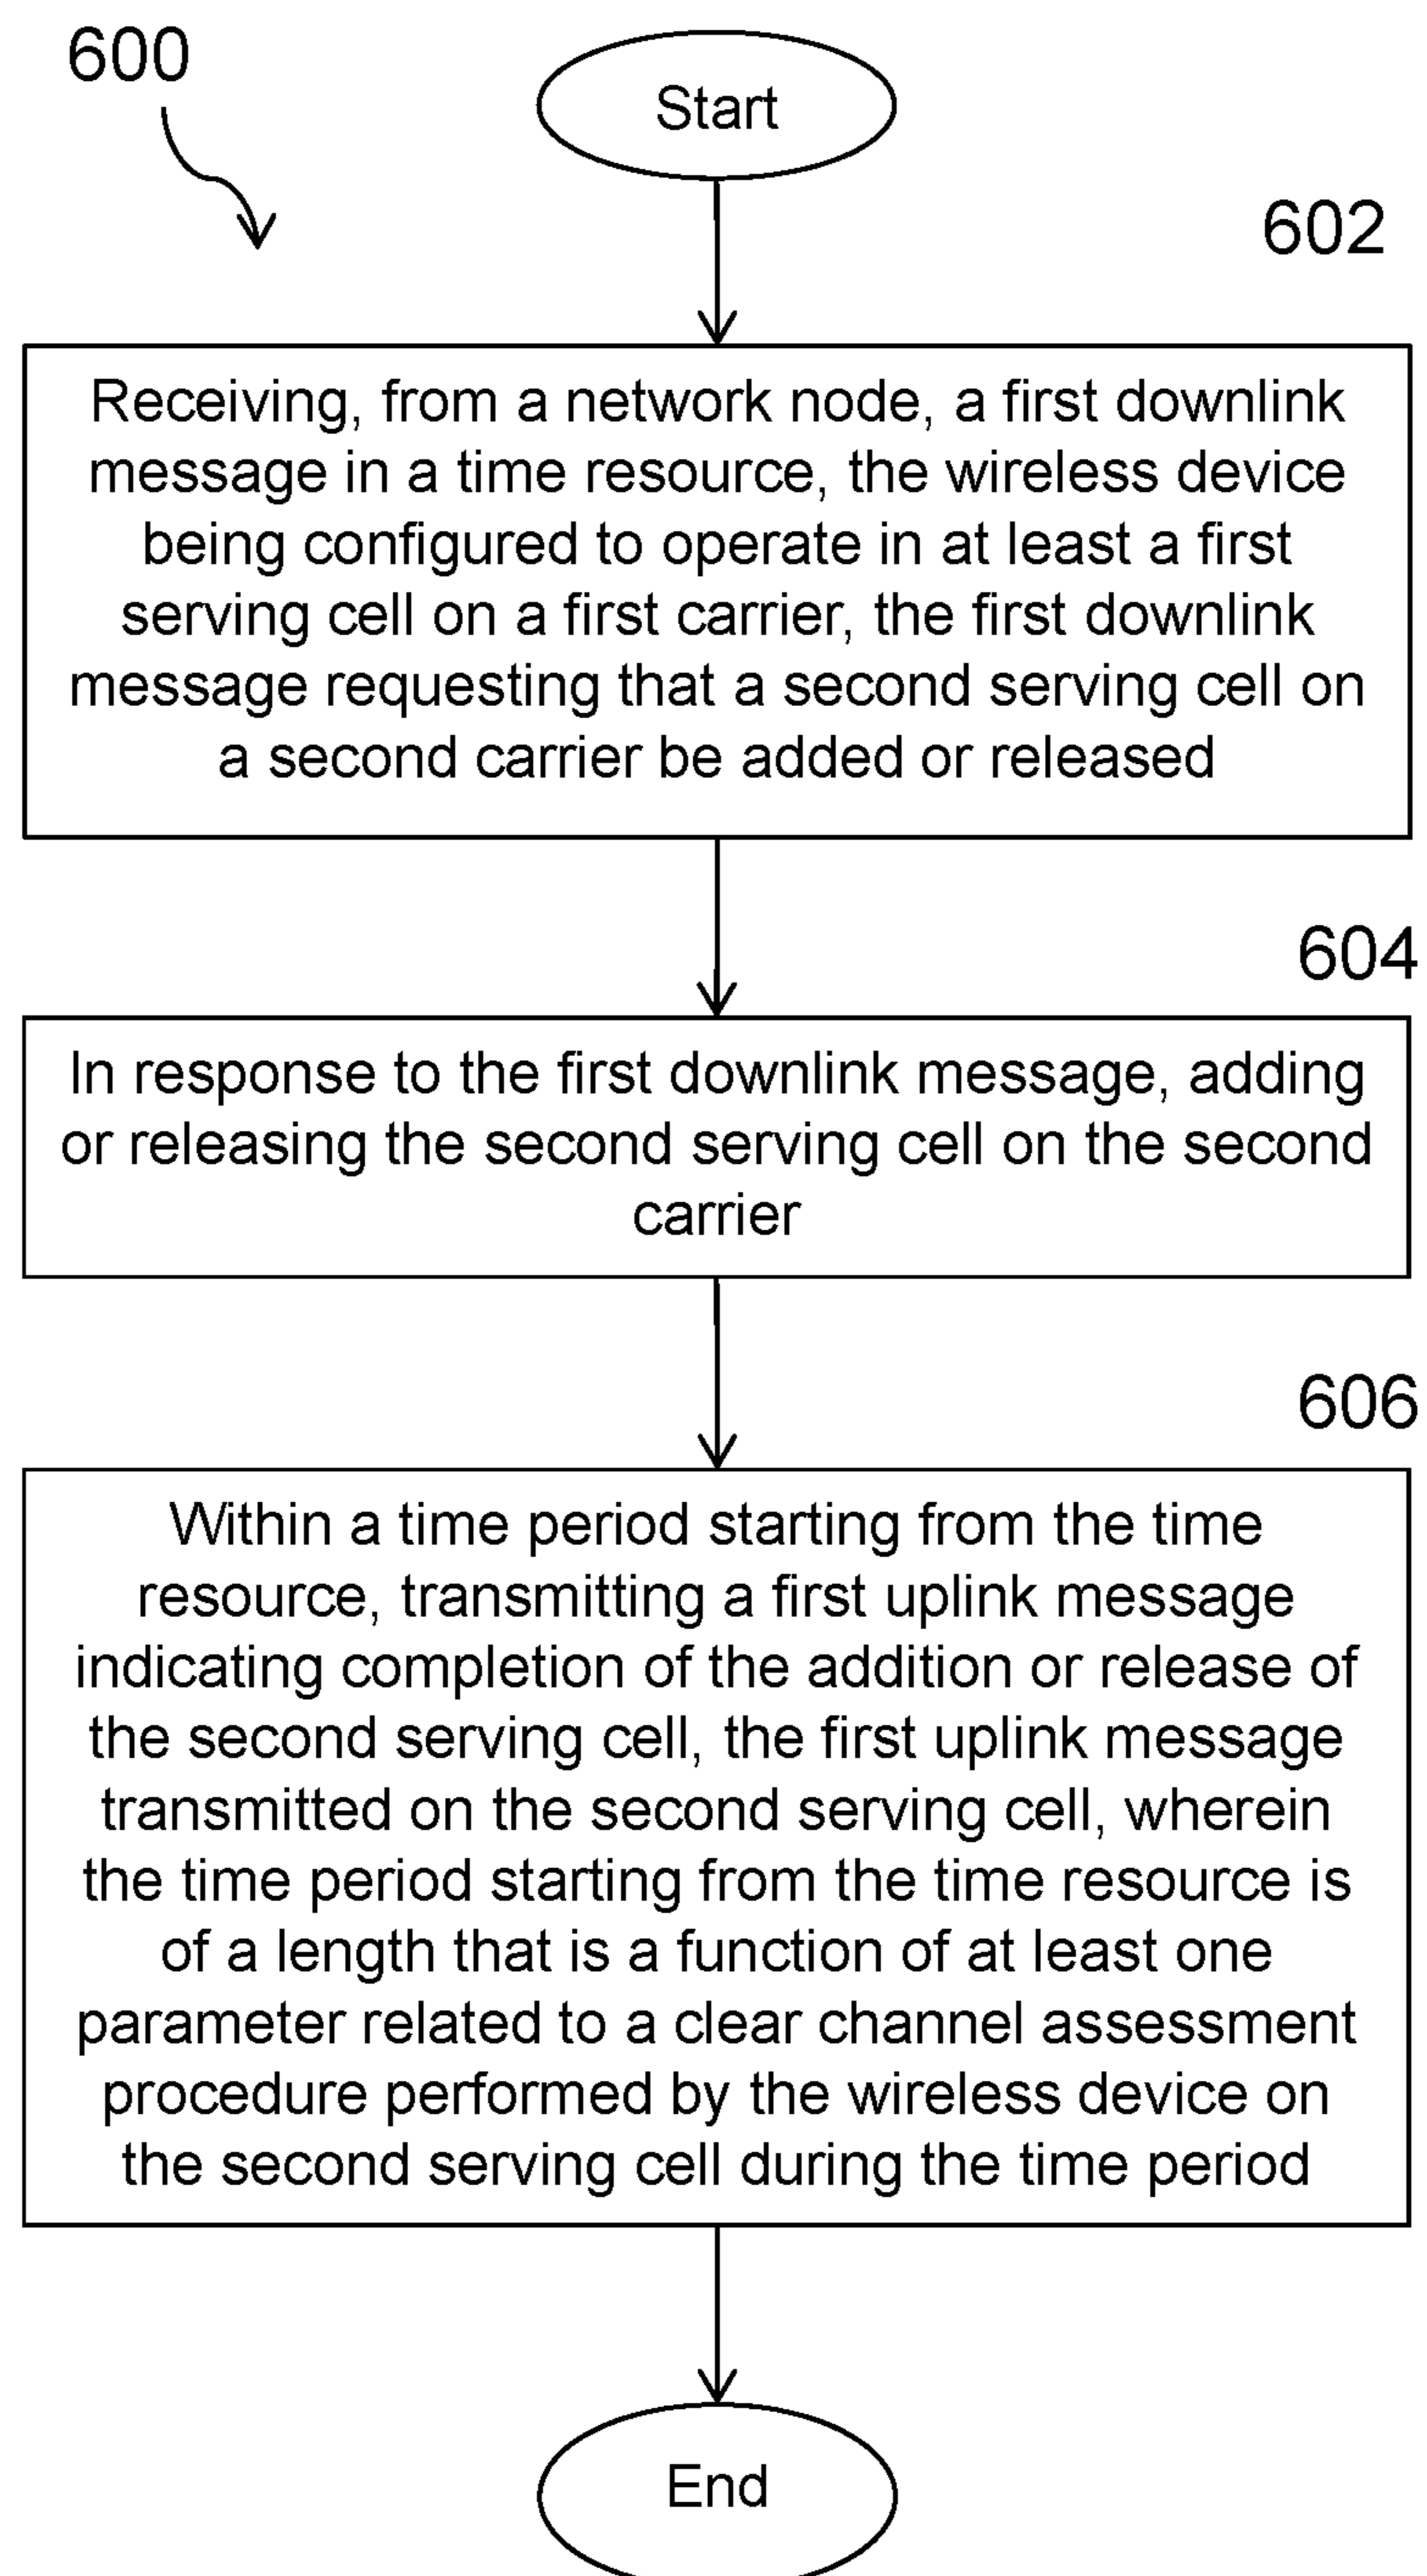 600
Start
602
Receiving, from a network node, a first downlink
message in a time resource, the wireless device
being configured to operate in at least a first
serving cell on a first carrier, the first downlink
message requesting that a second serving cell on
a second carrier be added or released
604
In response to the first downlink message, adding
or releasing the second serving cell on the second
carrier
606
Within a time period starting from the time
resource, transmitting a first uplink message
indicating completion of the addition or release of
the second serving cell, the first uplink message
transmitted on the second serving cell, wherein
the time period starting from the time resource is
of a length that is a function of at least one
parameter related to a clear channel assessment
procedure performed by the wireless device on
the second serving cell during the time period
End